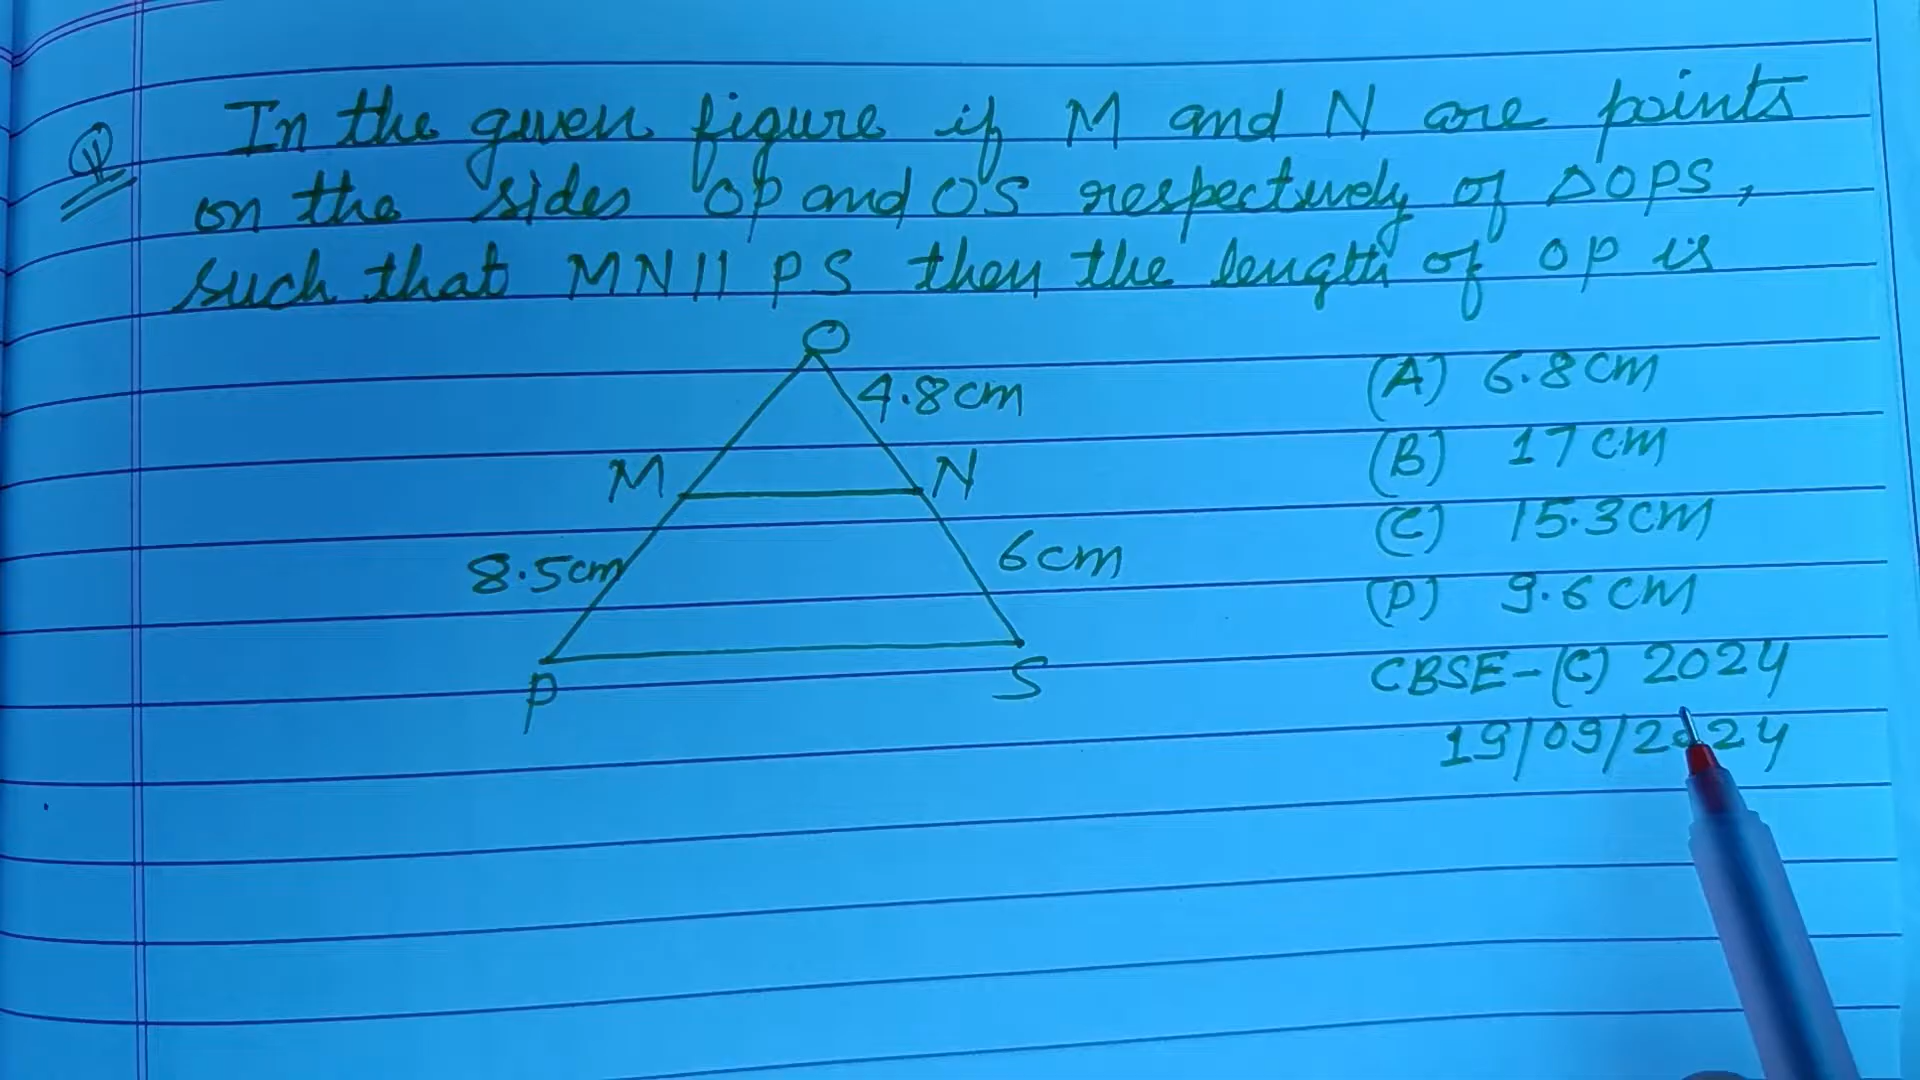 Q In the given figure if M and N are points
on the sides OP and OS respectively of △OPS,
such that MN || PS then the length of OP is
O
4.8cm
(A) 6.8cm
M
N
(B) 17cm
(C) 15.3cm
8.5cm
6cm
(D) 9.6cm
P
S
CBSE-(C) 2024
19/09/2024